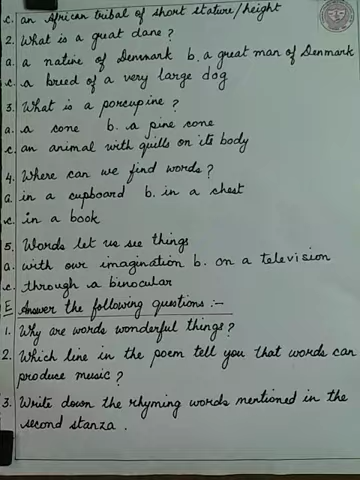 c. an African tribal of short stature/height
2. What is a great dane?
a. a native of Denmark b. a great man of Denmark
c. a breed of a very large dog
3. What is a porcupine?
a. a cone b. a pine cone
c. an animal with quills on its body
4. Where can we find words?
a. in a cupboard b. in a chest
c. in a book
5. Words let us see things
a. with our imagination b. on a television
c. through a binocular
E Answer the following questions :-
1. Why are words wonderful things?
2. Which line in the poem tell you that words can
produce music?
3. Write down the rhyming words mentioned in the
second stanza.